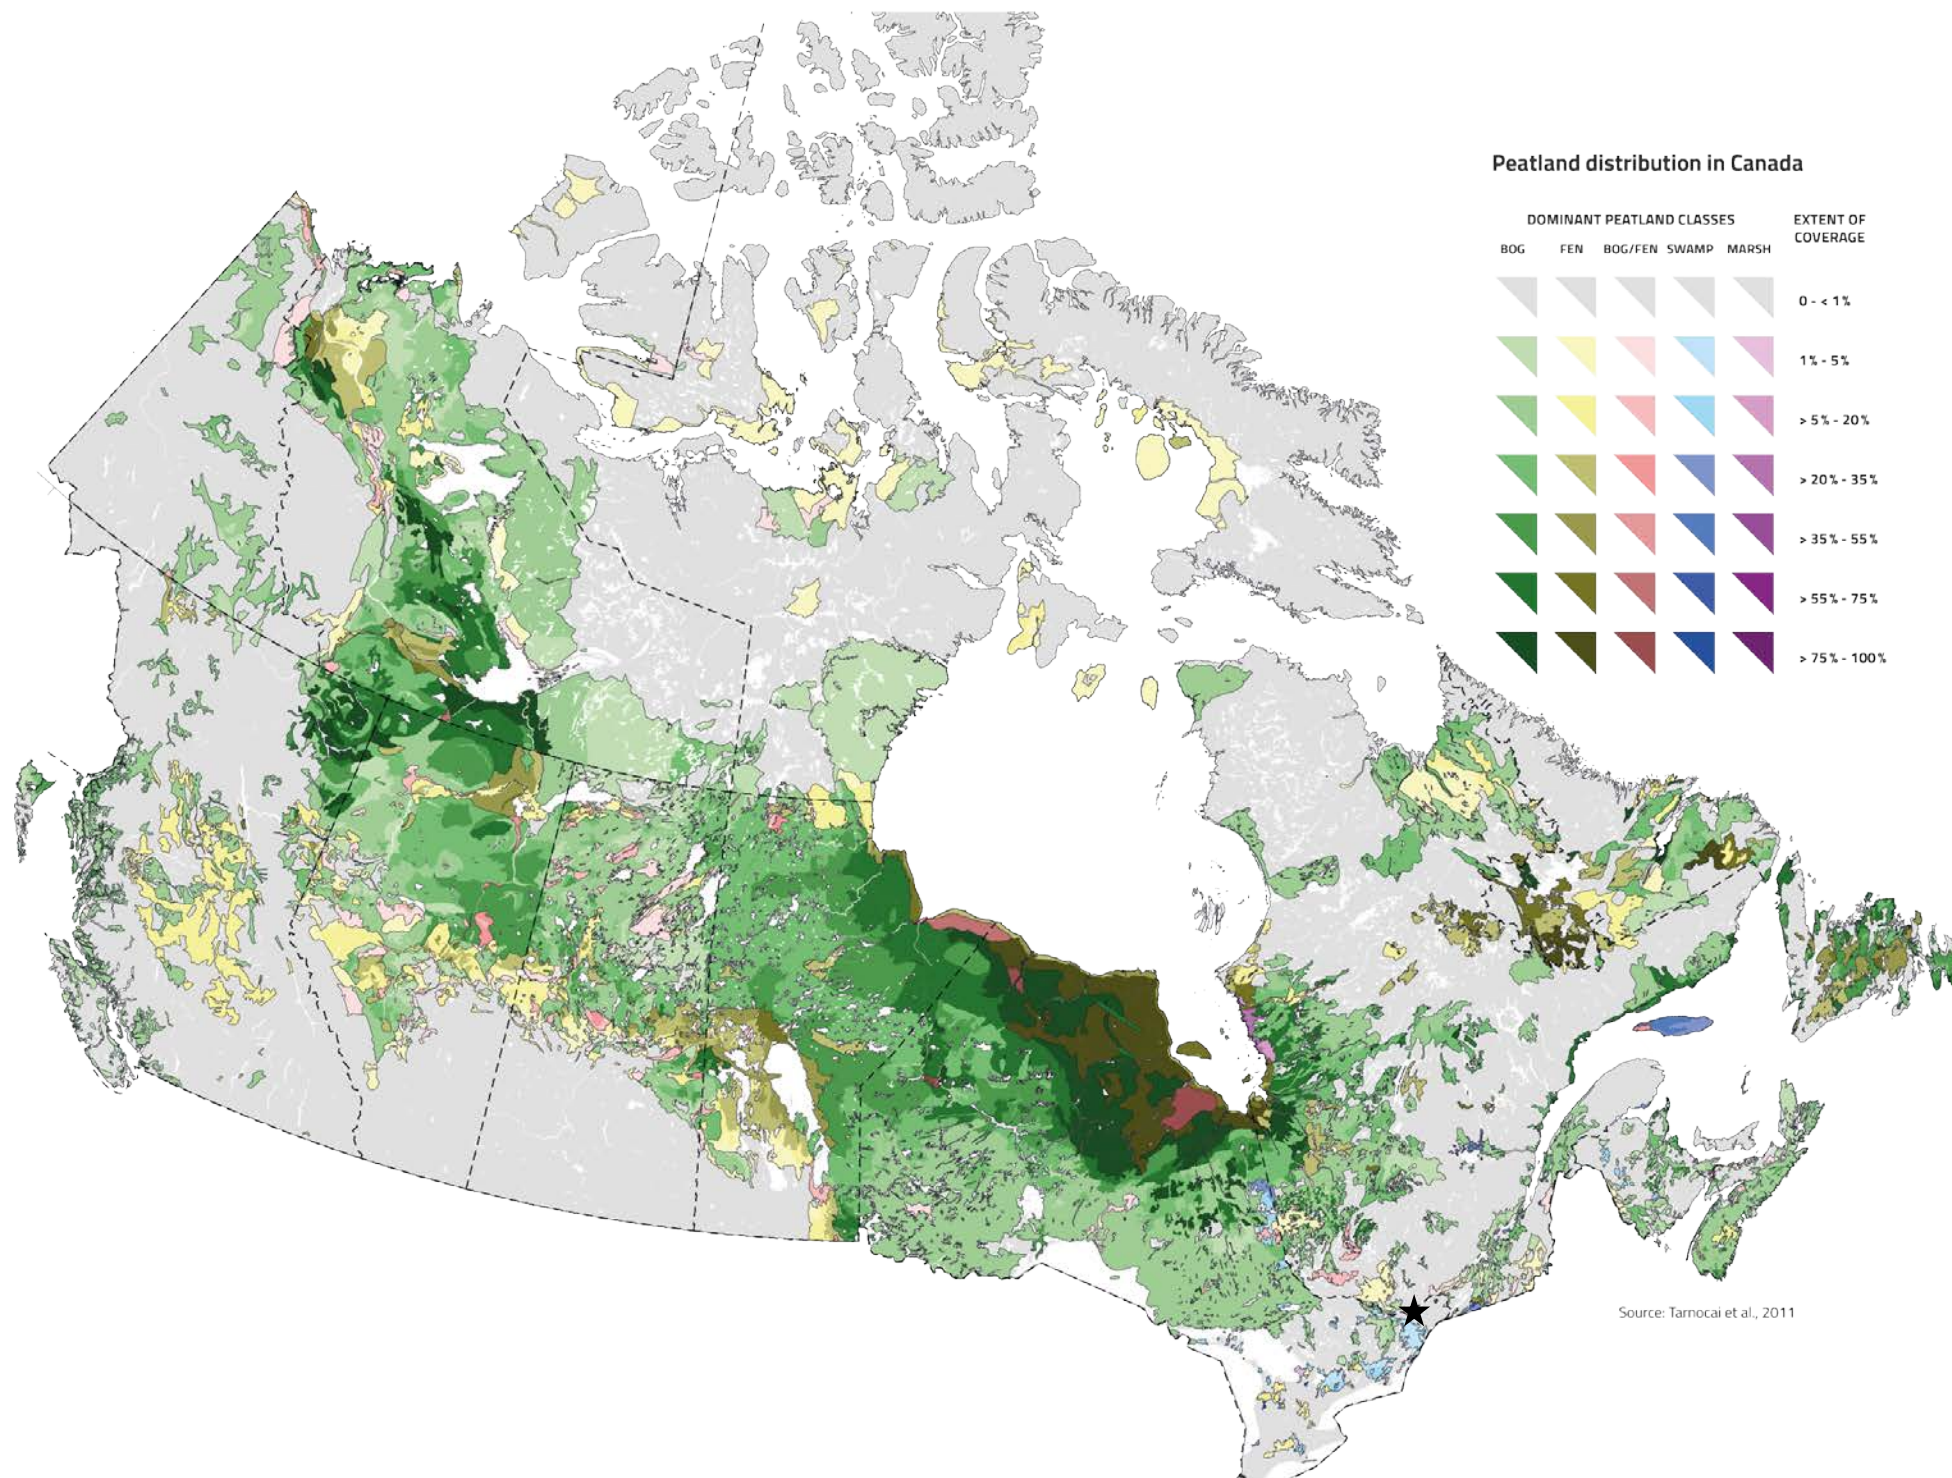 Peatland distribution in Canada
DOMINANT PEATLAND CLASSES
EXTENT OF
COVERAGE
BOG FEN BOG/FEN SWAMP MARSH
0 - < 1%
1% - 5%
> 5% - 20%
> 20% - 35%
> 35% - 55%
> 55% - 75%
> 75% - 100%
Source: Tarnocai et al., 2011